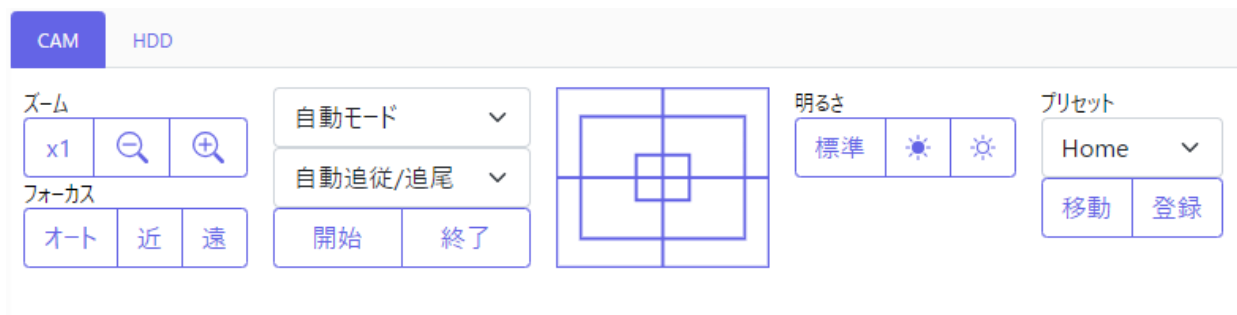 CAM HDD
ズーム
x1
フォーカス
オート 近 遠
自動モード
自動追従/追尾
開始 終了
明るさ
標準
プリセット
Home
移動 登録